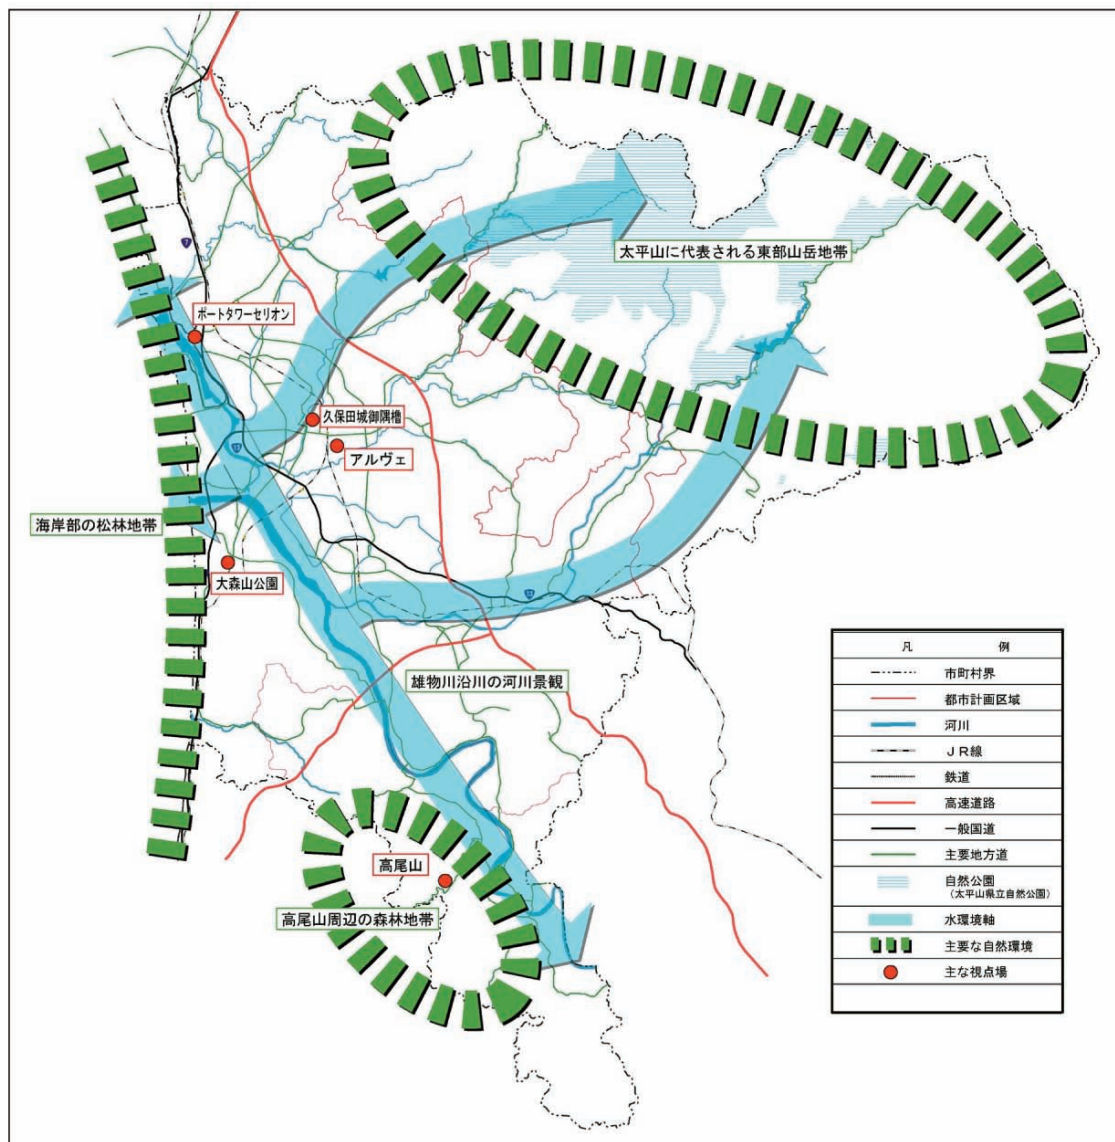 7
太平山に代表される東部山岳地帯
ポートタワーセリオン
久保田城御隅櫓
13
アルヴェ
海岸部の松林地帯
大森山公園
13
雄物川沿川の河川景観
高尾山
高尾山周辺の森林地帯
凡 例
市町村界
都市計画区域
河川
ＪＲ線
鉄道
高速道路
一般国道
主要地方道
自然公園
(太平山県立自然公園)
水環境軸
主要な自然環境
主な視点場